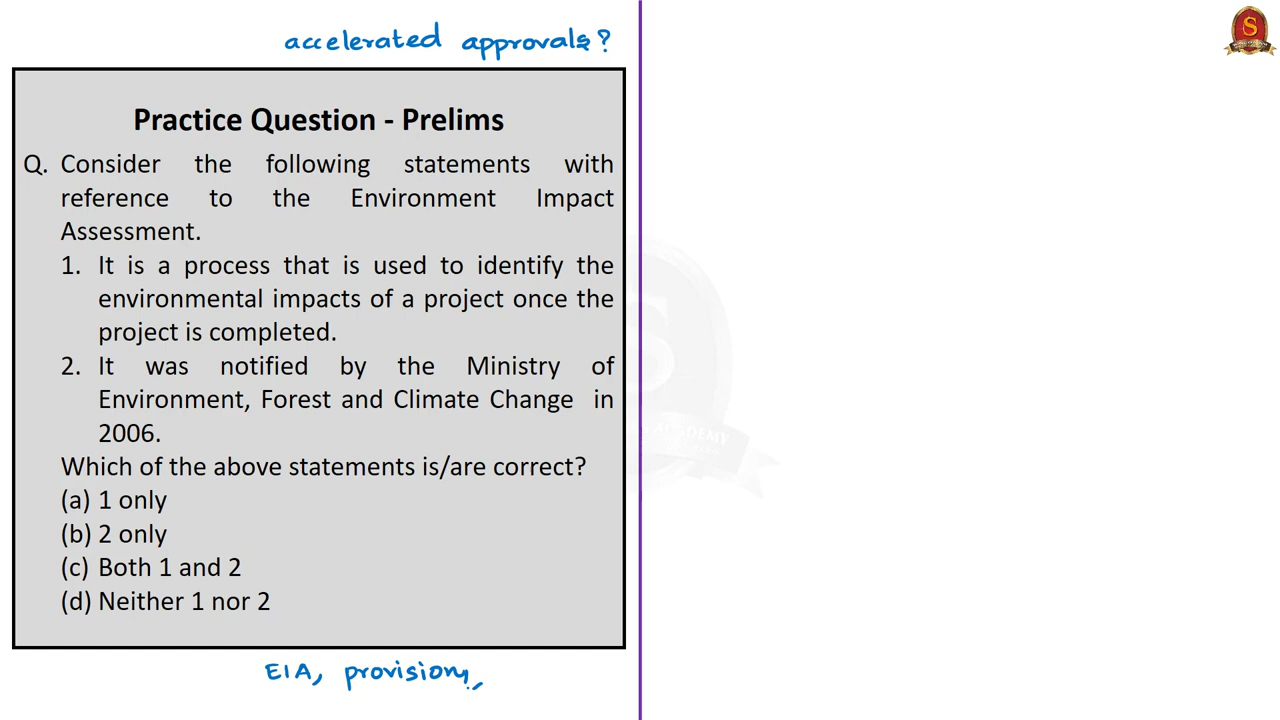 accelerated approvals?
S
Practice Question - Prelims
Q. Consider the following statements with
reference to the Environment Impact
Assessment.
1. It is a process that is used to identify the
environmental impacts of a project once the
project is completed.
2. It was notified by the Ministry of
Environment, Forest and Climate Change in
2006.
Which of the above statements is/are correct?
(a) 1 only
(b) 2 only
(c) Both 1 and 2
(d) Neither 1 nor 2
ACADEMY
EIA, provisions,